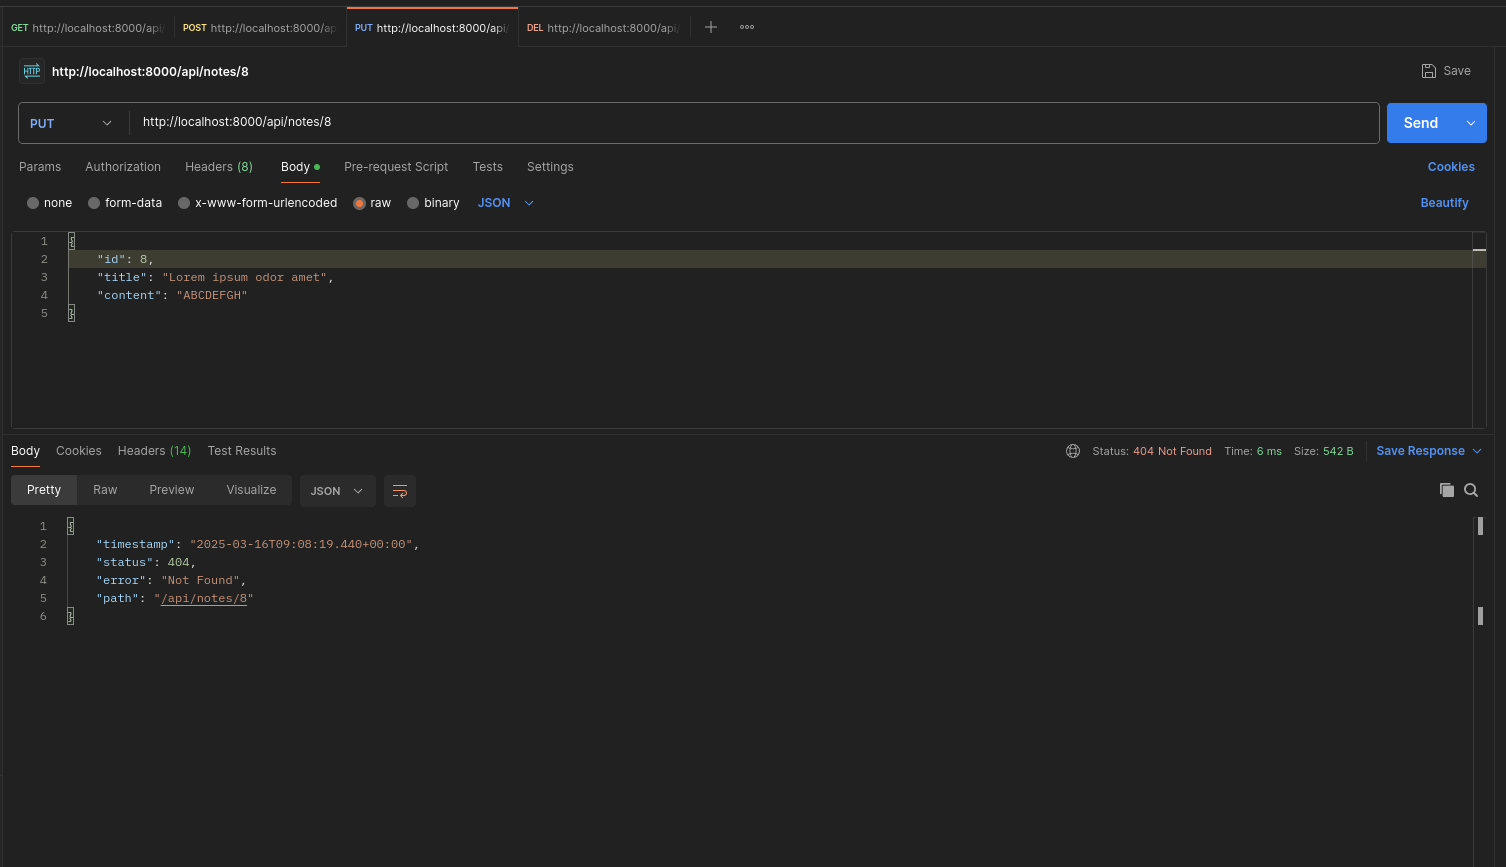 GET http://localhost:8000/api/ POST http://localhost:8000/ap PUT http://localhost:8000/api/ DEL http://localhost:8000/api/
HTTP http://localhost:8000/api/notes/8 Save
PUT http://localhost:8000/api/notes/8 Send
Params Authorization Headers (8) Body Pre-request Script Tests Settings Cookies
none form-data x-www-form-urlencoded raw binary JSON Beautify
1 {
2 "id": 8,
3 "title": "Lorem ipsum odor amet",
4 "content": "ABCDEFGH"
5 }
Body Cookies Headers (14) Test Results Status: 404 Not Found Time: 6 ms Size: 542 B Save Response
Pretty Raw Preview Visualize JSON
1 {
2 "timestamp": "2025-03-16T09:08:19.440+00:00",
3 "status": 404,
4 "error": "Not Found",
5 "path": "/api/notes/8"
6 }